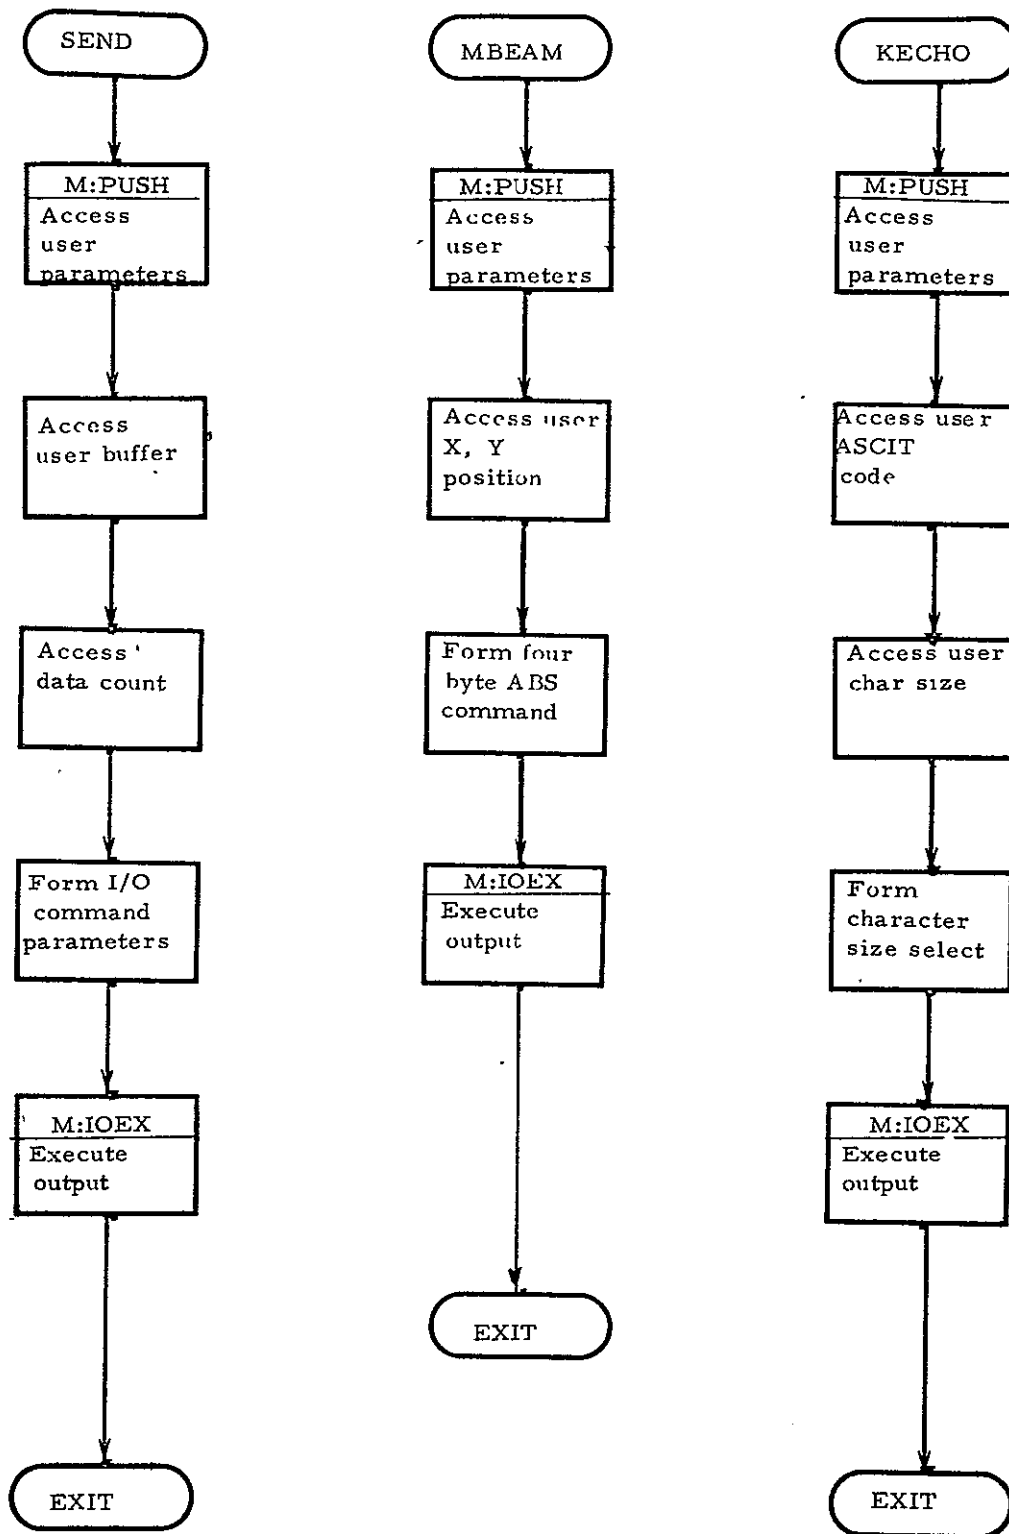 SEND
M:PUSH
Access
user
parameters
Access
user buffer
Access
data count
Form I/O
command
parameters
M:IOEX
Execute
output
EXIT
MBEAM
M:PUSH
Access
user
parameters
Access user
X, Y
position
Form four
byte ABS
command
M:IOEX
Execute
output
EXIT
KECHO
M:PUSH
Access
user
parameters
Access user
ASCIT
code
Access user
char size
Form
character
size select
M:IOEX
Execute
output
EXIT